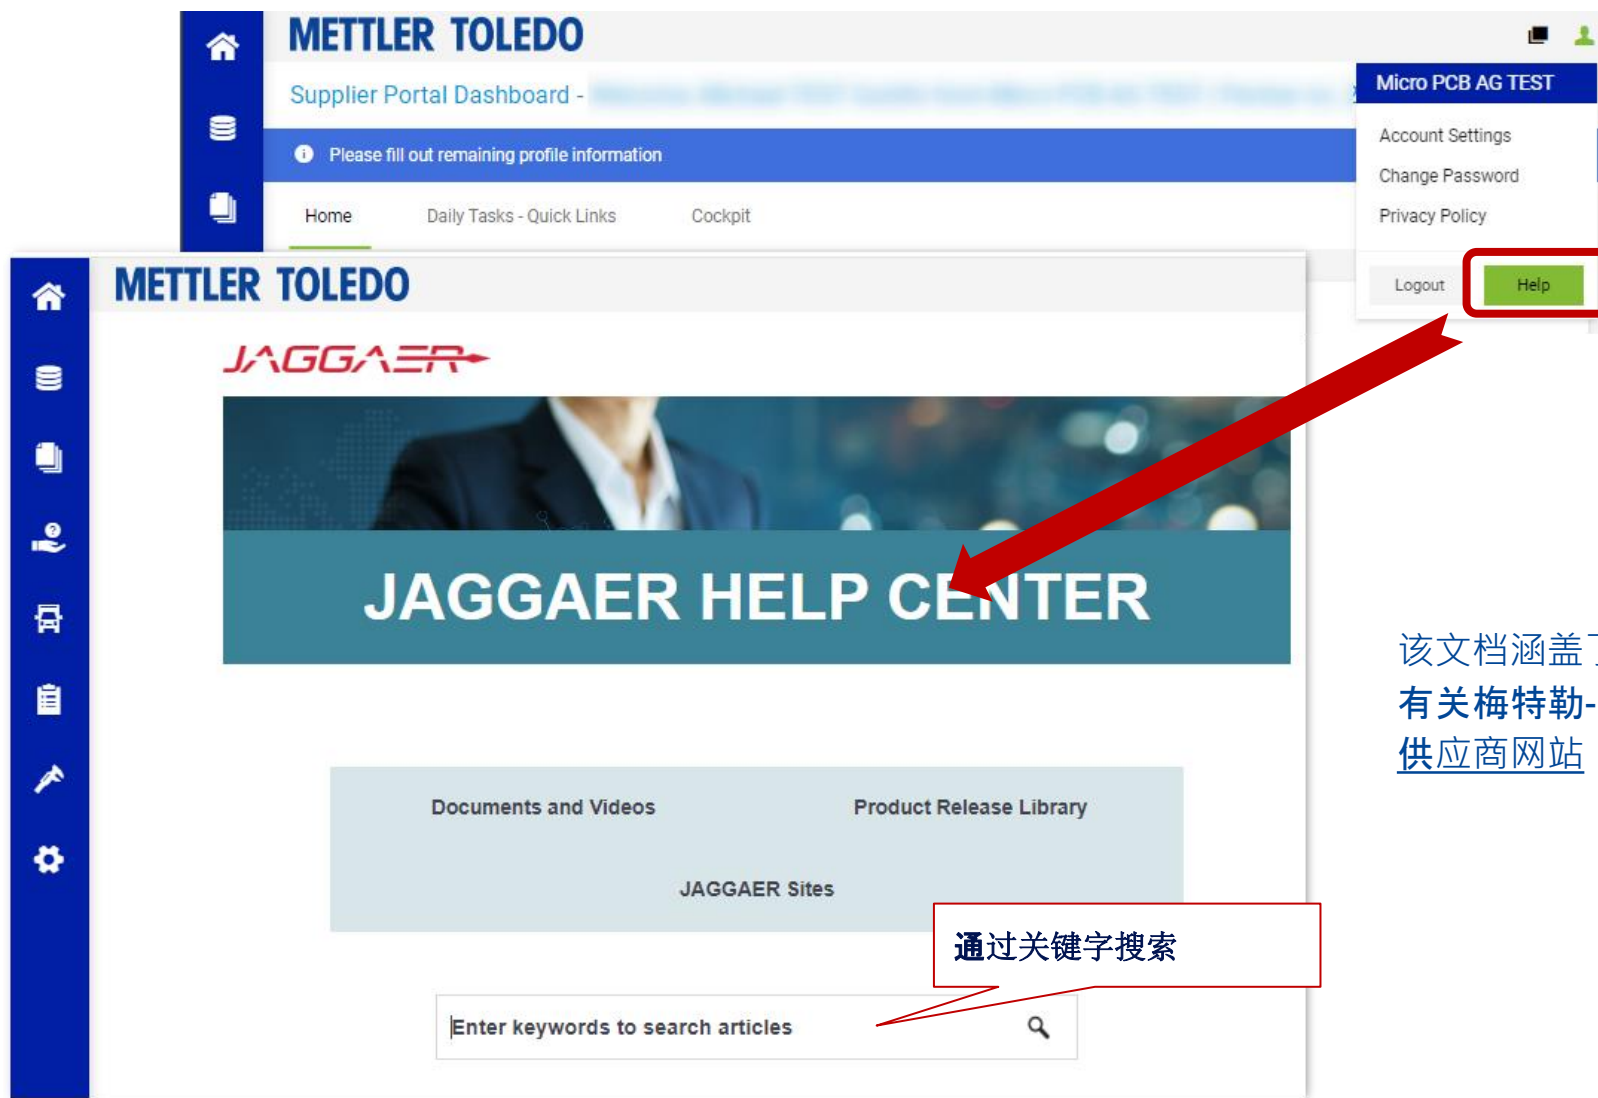 METTLER TOLEDO
Supplier Portal Dashboard -
Micro PCB AG TEST
Please fill out remaining profile information
Account Settings
Change Password
Privacy Policy
Home Daily Tasks - Quick Links Cockpit
Logout Help
METTLER TOLEDO
JAGGAER
JAGGAER HELP CENTER
该文档涵盖
有关梅特勒-
供应商网站
Documents and Videos Product Release Library
JAGGAER Sites
通过关键字搜索
Enter keywords to search articles